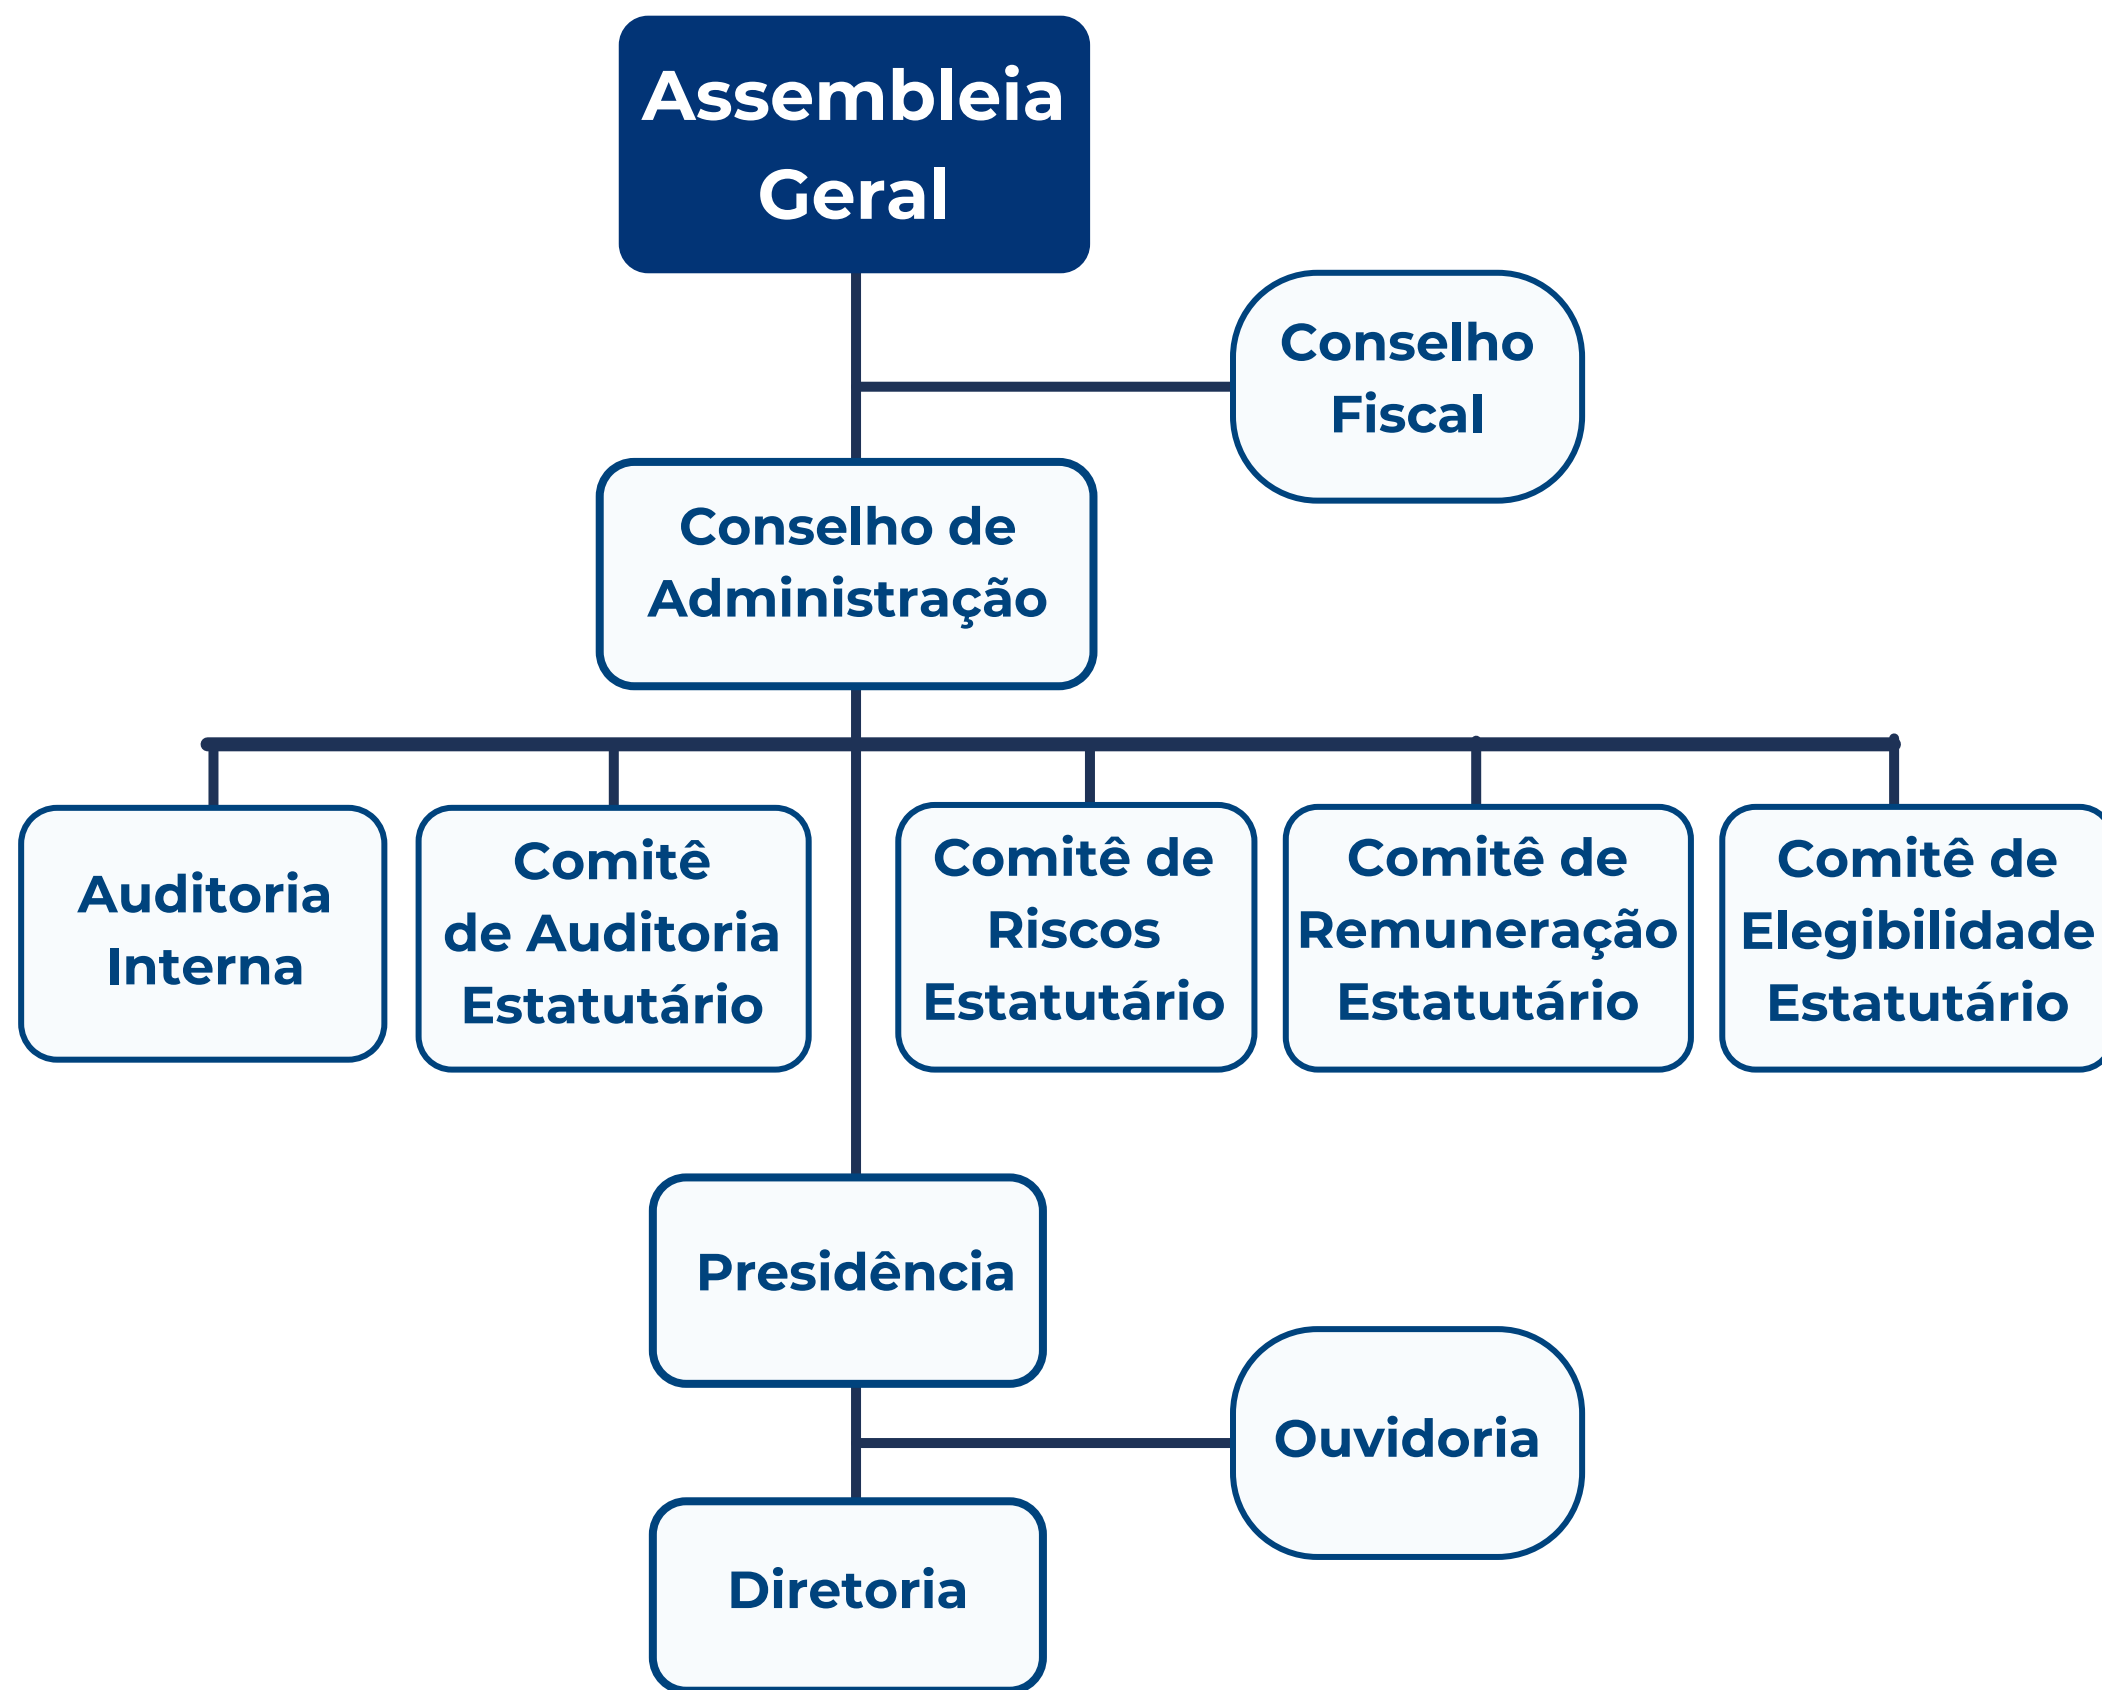 Assembleia
Geral
Conselho
Fiscal
Conselho de
Administração
Auditoria
Interna
Comitê
de Auditoria
Estatutário
Comitê de
Riscos
Estatutário
Comitê de
Remuneração
Estatutário
Comitê de
Elegibilidade
Estatutário
Presidência
Ouvidoria
Diretoria